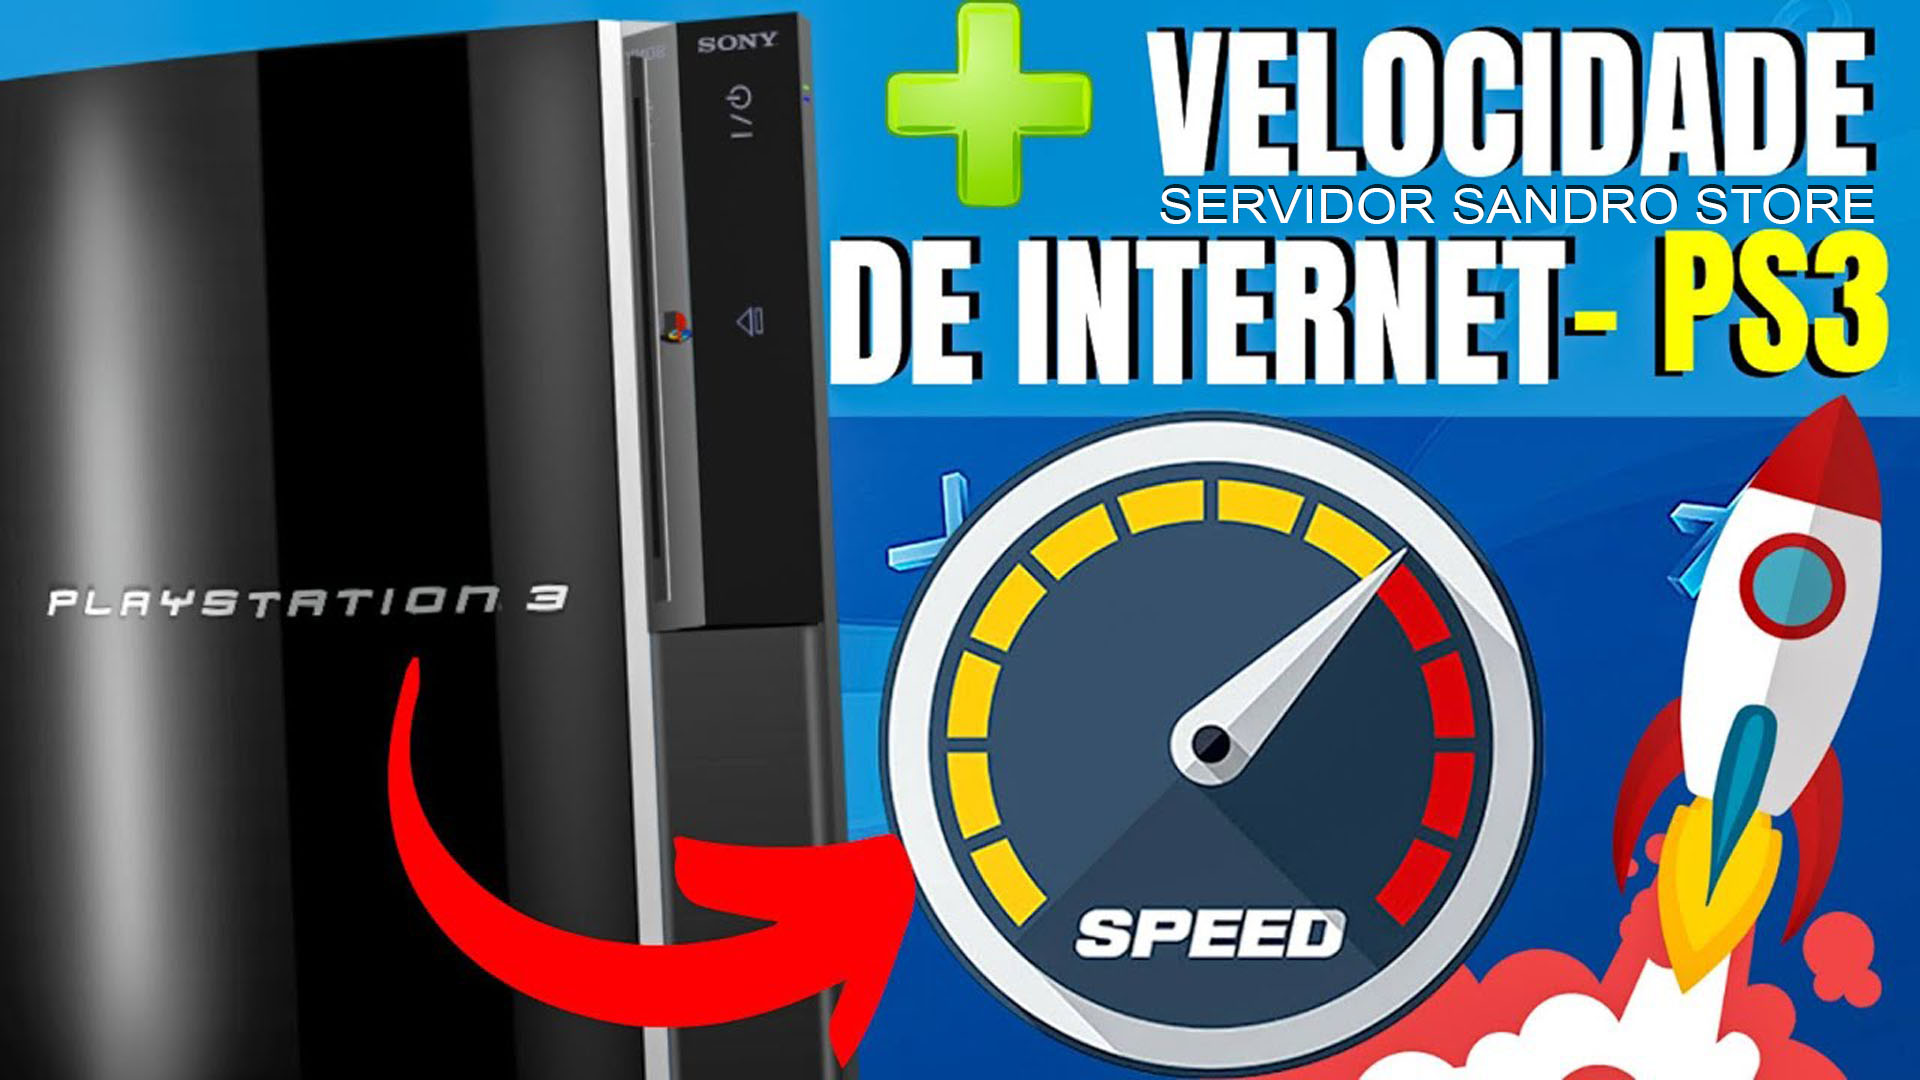 SONY
VELOCIDADE
SERVIDOR SANDRO STORE
DE INTERNET- PS3
PLAYSTATION 3
SPEED